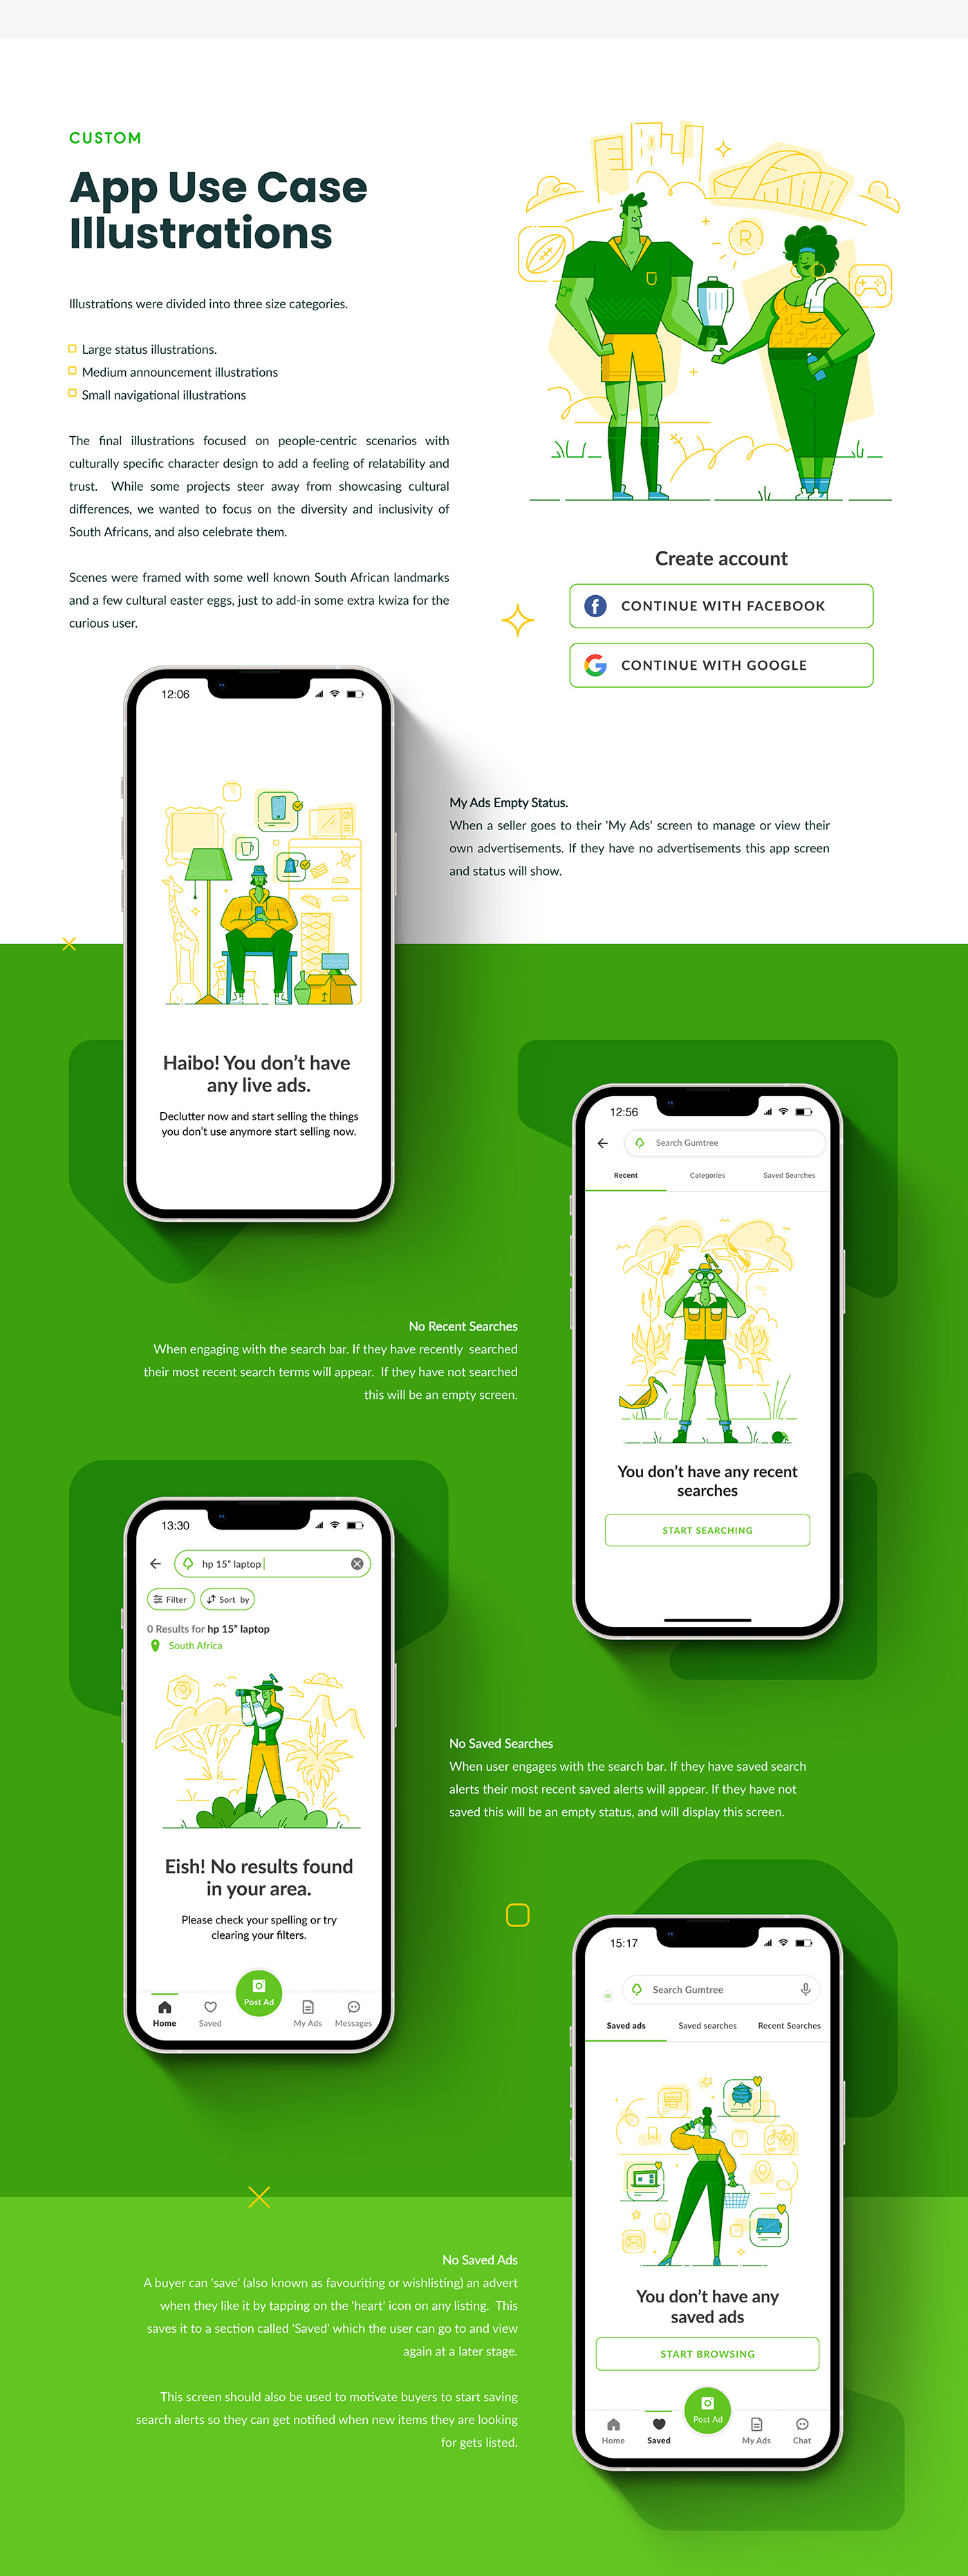 CUSTOM
App Use Case
Illustrations
Illustrations were divided into three size categories.
Large status illustrations.
Medium announcement illustrations
Small navigational illustrations
The final illustrations focused on people-centric scenarios with
culturally specific character design to add a feeling of relatability and
trust. While some projects steer away from showcasing cultural
differences, we wanted to focus on the diversity and inclusivity of
South Africans, and also celebrate them.
Scenes were framed with some well known South African landmarks
and a few cultural easter eggs, just to add-in some extra kwiza for the
curious user.
R
Create account
CONTINUE WITH FACEBOOK
CONTINUE WITH GOOGLE
12:06
Haibo! You don't have
any live ads.
Declutter now and start selling the things
you don't use anymore start selling now.
My Ads Empty Status.
When a seller goes to their 'My Ads' screen to manage or view their
own advertisements. If they have no advertisements this app screen
and status will show.
12:56
Search Gumtree
Recent Categories Saved Searches
You don't have any recent
searches
START SEARCHING
No Recent Searches
When engaging with the search bar. If they have recently searched
their most recent search terms will appear. If they have not searched
this will be an empty screen.
13:30
hp 15" laptop
Filter Sort by
0 Results for hp 15" laptop
South Africa
Eish! No results found
in your area.
Please check your spelling or try
clearing your filters.
Post Ad
Home Saved My Ads Messages
No Saved Searches
When user engages with the search bar. If they have saved search
alerts their most recent saved alerts will appear. If they have not
saved this will be an empty status, and will display this screen.
15:17
Search Gumtree
Saved ads Saved searches Recent Searches
You don't have any
saved ads
START BROWSING
Post Ad
Home Saved My Ads Chat
No Saved Ads
A buyer can 'save' (also known as favouriting or wishlisting) an advert
when they like it by tapping on the 'heart' icon on any listing. This
saves it to a section called 'Saved' which the user can go to and view
again at a later stage.
This screen should also be used to motivate buyers to start saving
search alerts so they can get notified when new items they are looking
for gets listed.